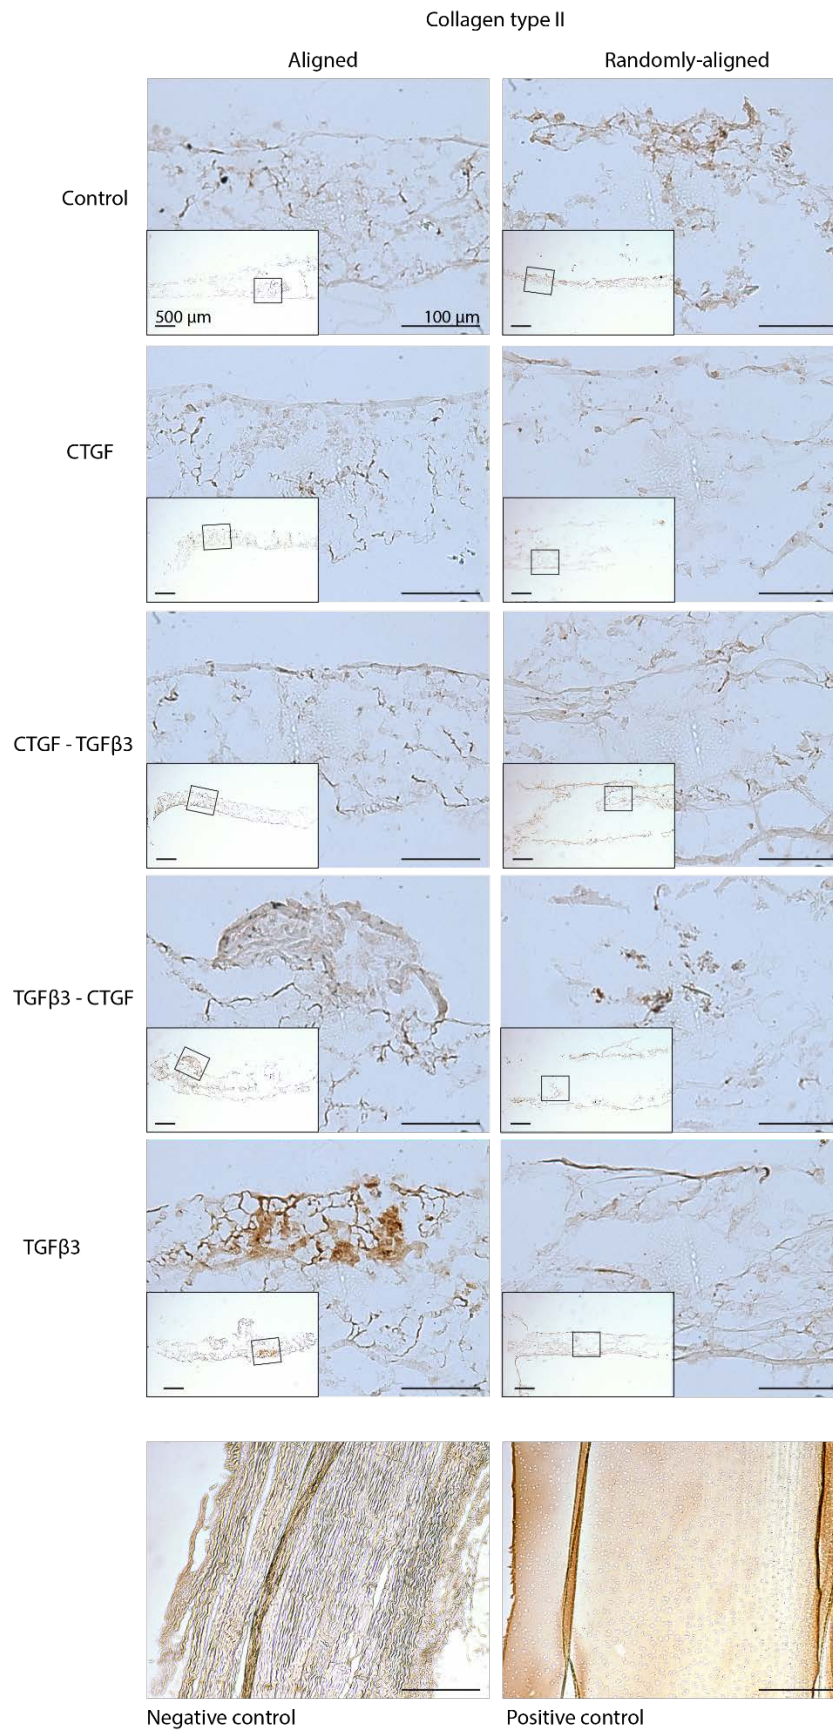 Collagen type II
Aligned
Randomly-aligned
Control
500 µm
100 µm
CTGF
CTGF - TGFβ3
TGFβ3 - CTGF
TGFβ3
Negative control
Positive control